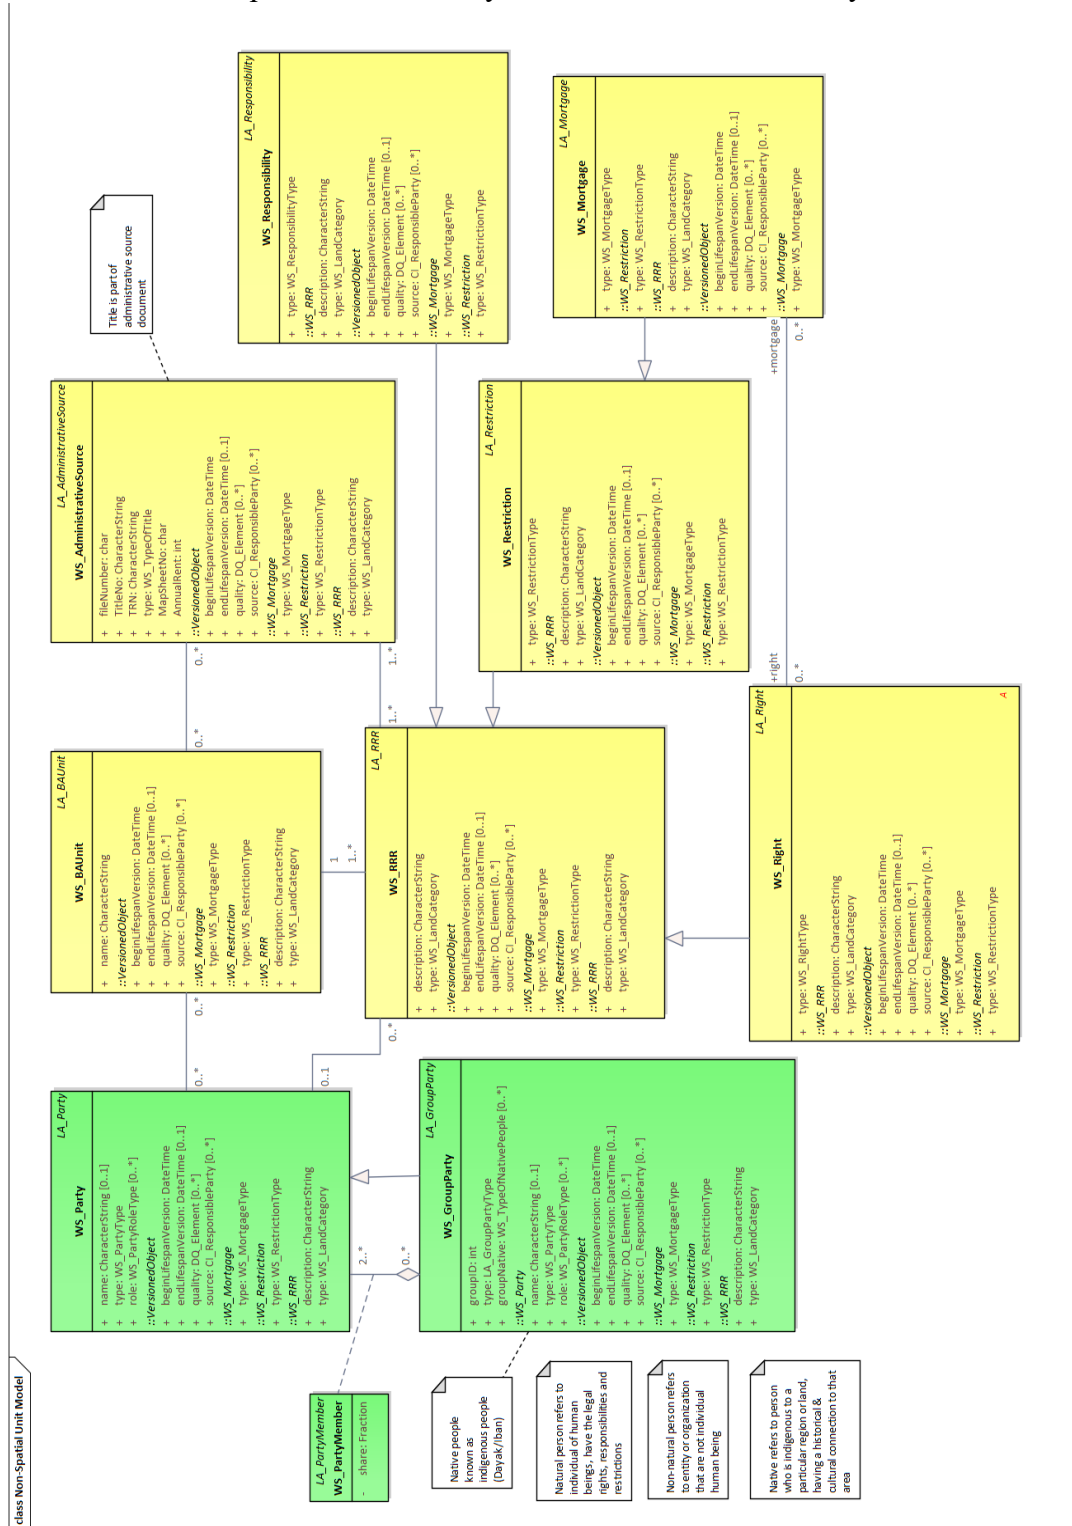 class Non-Spatial Unit Model
LA_Party
WS_Party
+ name: CharacterString [0..1]
+ type: WS_PartyType
+ role: WS_PartyRoleType [0..*]
::VersionedObject
+ beginLifespanVersion: DateTime
+ endLifespanVersion: DateTime [0..1]
+ quality: DQ_Element [0..*]
+ source: CI_ResponsibleParty [0..*]
::WS_Mortgage
+ type: WS_MortgageType
::WS_Restriction
+ type: WS_RestrictionType
::WS_RRR
+ description: CharacterString
+ type: WS_LandCategory
0..*
0..*
0..1
0..*
2..*
0..*
LA_BAUnit
WS_BAUnit
+ name: CharacterString
::VersionedObject
+ beginLifespanVersion: DateTime
+ endLifespanVersion: DateTime [0..1]
+ quality: DQ_Element [0..*]
+ source: CI_ResponsibleParty [0..*]
::WS_Mortgage
+ type: WS_MortgageType
::WS_Restriction
+ type: WS_RestrictionType
::WS_RRR
+ description: CharacterString
+ type: WS_LandCategory
0..*
0..*
1
1..*
LA_AdministrativeSource
WS_AdministrativeSource
+ fileNumber: char
+ TitleNo: CharacterString
+ TRN: CharacterString
+ type: WS_TypeOfTitle
+ MapSheetNo: char
+ AnnualRent: int
::VersionedObject
+ beginLifespanVersion: DateTime
+ endLifespanVersion: DateTime [0..1]
+ quality: DQ_Element [0..*]
+ source: CI_ResponsibleParty [0..*]
::WS_Mortgage
+ type: WS_MortgageType
::WS_Restriction
+ type: WS_RestrictionType
::WS_RRR
+ description: CharacterString
+ type: WS_LandCategory
1..*
1..*
Title is part of
administrative source
document
LA_Responsibility
WS_Responsibility
+ type: WS_ResponsibilityType
::WS_RRR
+ description: CharacterString
+ type: WS_LandCategory
::VersionedObject
+ beginLifespanVersion: DateTime
+ endLifespanVersion: DateTime [0..1]
+ quality: DQ_Element [0..*]
+ source: CI_ResponsibleParty [0..*]
::WS_Mortgage
+ type: WS_MortgageType
::WS_Restriction
+ type: WS_RestrictionType
LA_PartyMember
WS_PartyMember
- share: Fraction
LA_GroupParty
WS_GroupParty
+ groupID: Int
+ type: LA_GroupPartyType
+ groupNative: WS_TypeOfNativePeople [0..*]
::WS_Party
+ name: CharacterString [0..1]
+ type: WS_PartyType
+ role: WS_PartyRoleType [0..*]
::VersionedObject
+ beginLifespanVersion: DateTime
+ endLifespanVersion: DateTime [0..1]
+ quality: DQ_Element [0..*]
+ source: CI_ResponsibleParty [0..*]
::WS_Mortgage
+ type: WS_MortgageType
::WS_Restriction
+ type: WS_RestrictionType
::WS_RRR
+ description: CharacterString
+ type: WS_LandCategory
LA_RRR
WS_RRR
+ description: CharacterString
+ type: WS_LandCategory
::VersionedObject
+ beginLifespanVersion: DateTime
+ endLifespanVersion: DateTime [0..1]
+ quality: DQ_Element [0..*]
+ source: CI_ResponsibleParty [0..*]
::WS_Mortgage
+ type: WS_MortgageType
::WS_Restriction
+ type: WS_RestrictionType
::WS_RRR
+ description: CharacterString
+ type: WS_LandCategory
LA_Restriction
WS_Restriction
+ type: WS_RestrictionType
::WS_RRR
+ description: CharacterString
+ type: WS_LandCategory
::VersionedObject
+ beginLifespanVersion: DateTime
+ endLifespanVersion: DateTime [0..1]
+ quality: DQ_Element [0..*]
+ source: CI_ResponsibleParty [0..*]
::WS_Mortgage
+ type: WS_MortgageType
::WS_Restriction
+ type: WS_RestrictionType
LA_Mortgage
WS_Mortgage
+ type: WS_MortgageType
::WS_Restriction
+ type: WS_RestrictionType
::WS_RRR
+ description: CharacterString
+ type: WS_LandCategory
::VersionedObject
+ beginLifespanVersion: DateTime
+ endLifespanVersion: DateTime [0..1]
+ quality: DQ_Element [0..*]
+ source: CI_ResponsibleParty [0..*]
::WS_Mortgage
+ type: WS_MortgageType
+mortgage
0..*
+right
0..*
LA_Right
WS_Right
+ type: WS_RightType
::WS_RRR
+ description: CharacterString
+ type: WS_LandCategory
::VersionedObject
+ beginLifespanVersion: DateTime
+ endLifespanVersion: DateTime [0..1]
+ quality: DQ_Element [0..*]
+ source: CI_ResponsibleParty [0..*]
::WS_Mortgage
+ type: WS_MortgageType
::WS_Restriction
+ type: WS_RestrictionType
A
Native people
known as
indigenous people
(Dayak/Iban)
Natural person refers to
individual of human
beings, have the legal
rights, responsibilities and
restrictions
Non-natural person refers
to entity or organization
that are not individual
human being
Native refers to person
who is indigenous to a
particular region or land,
having a historical &
cultural connection to that
area